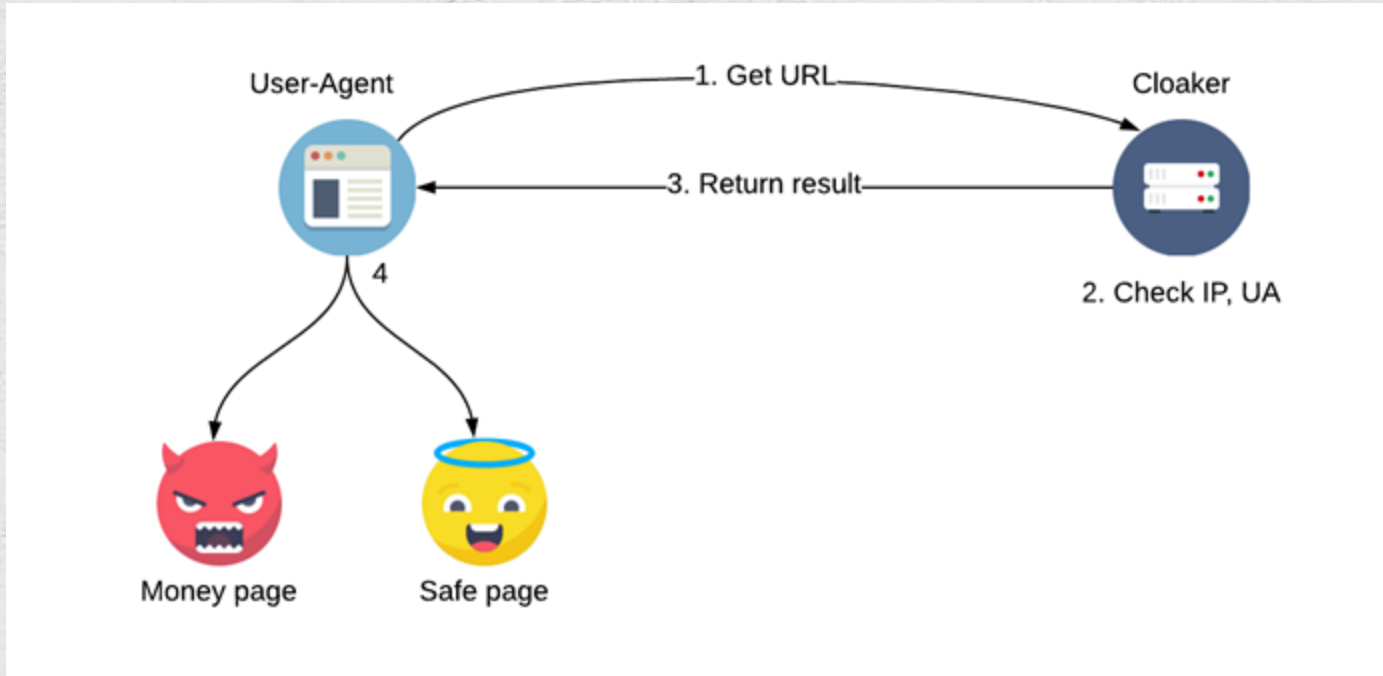 User-Agent
1. Get URL
Cloaker
3. Return result
4
2. Check IP, UA
Money page
Safe page